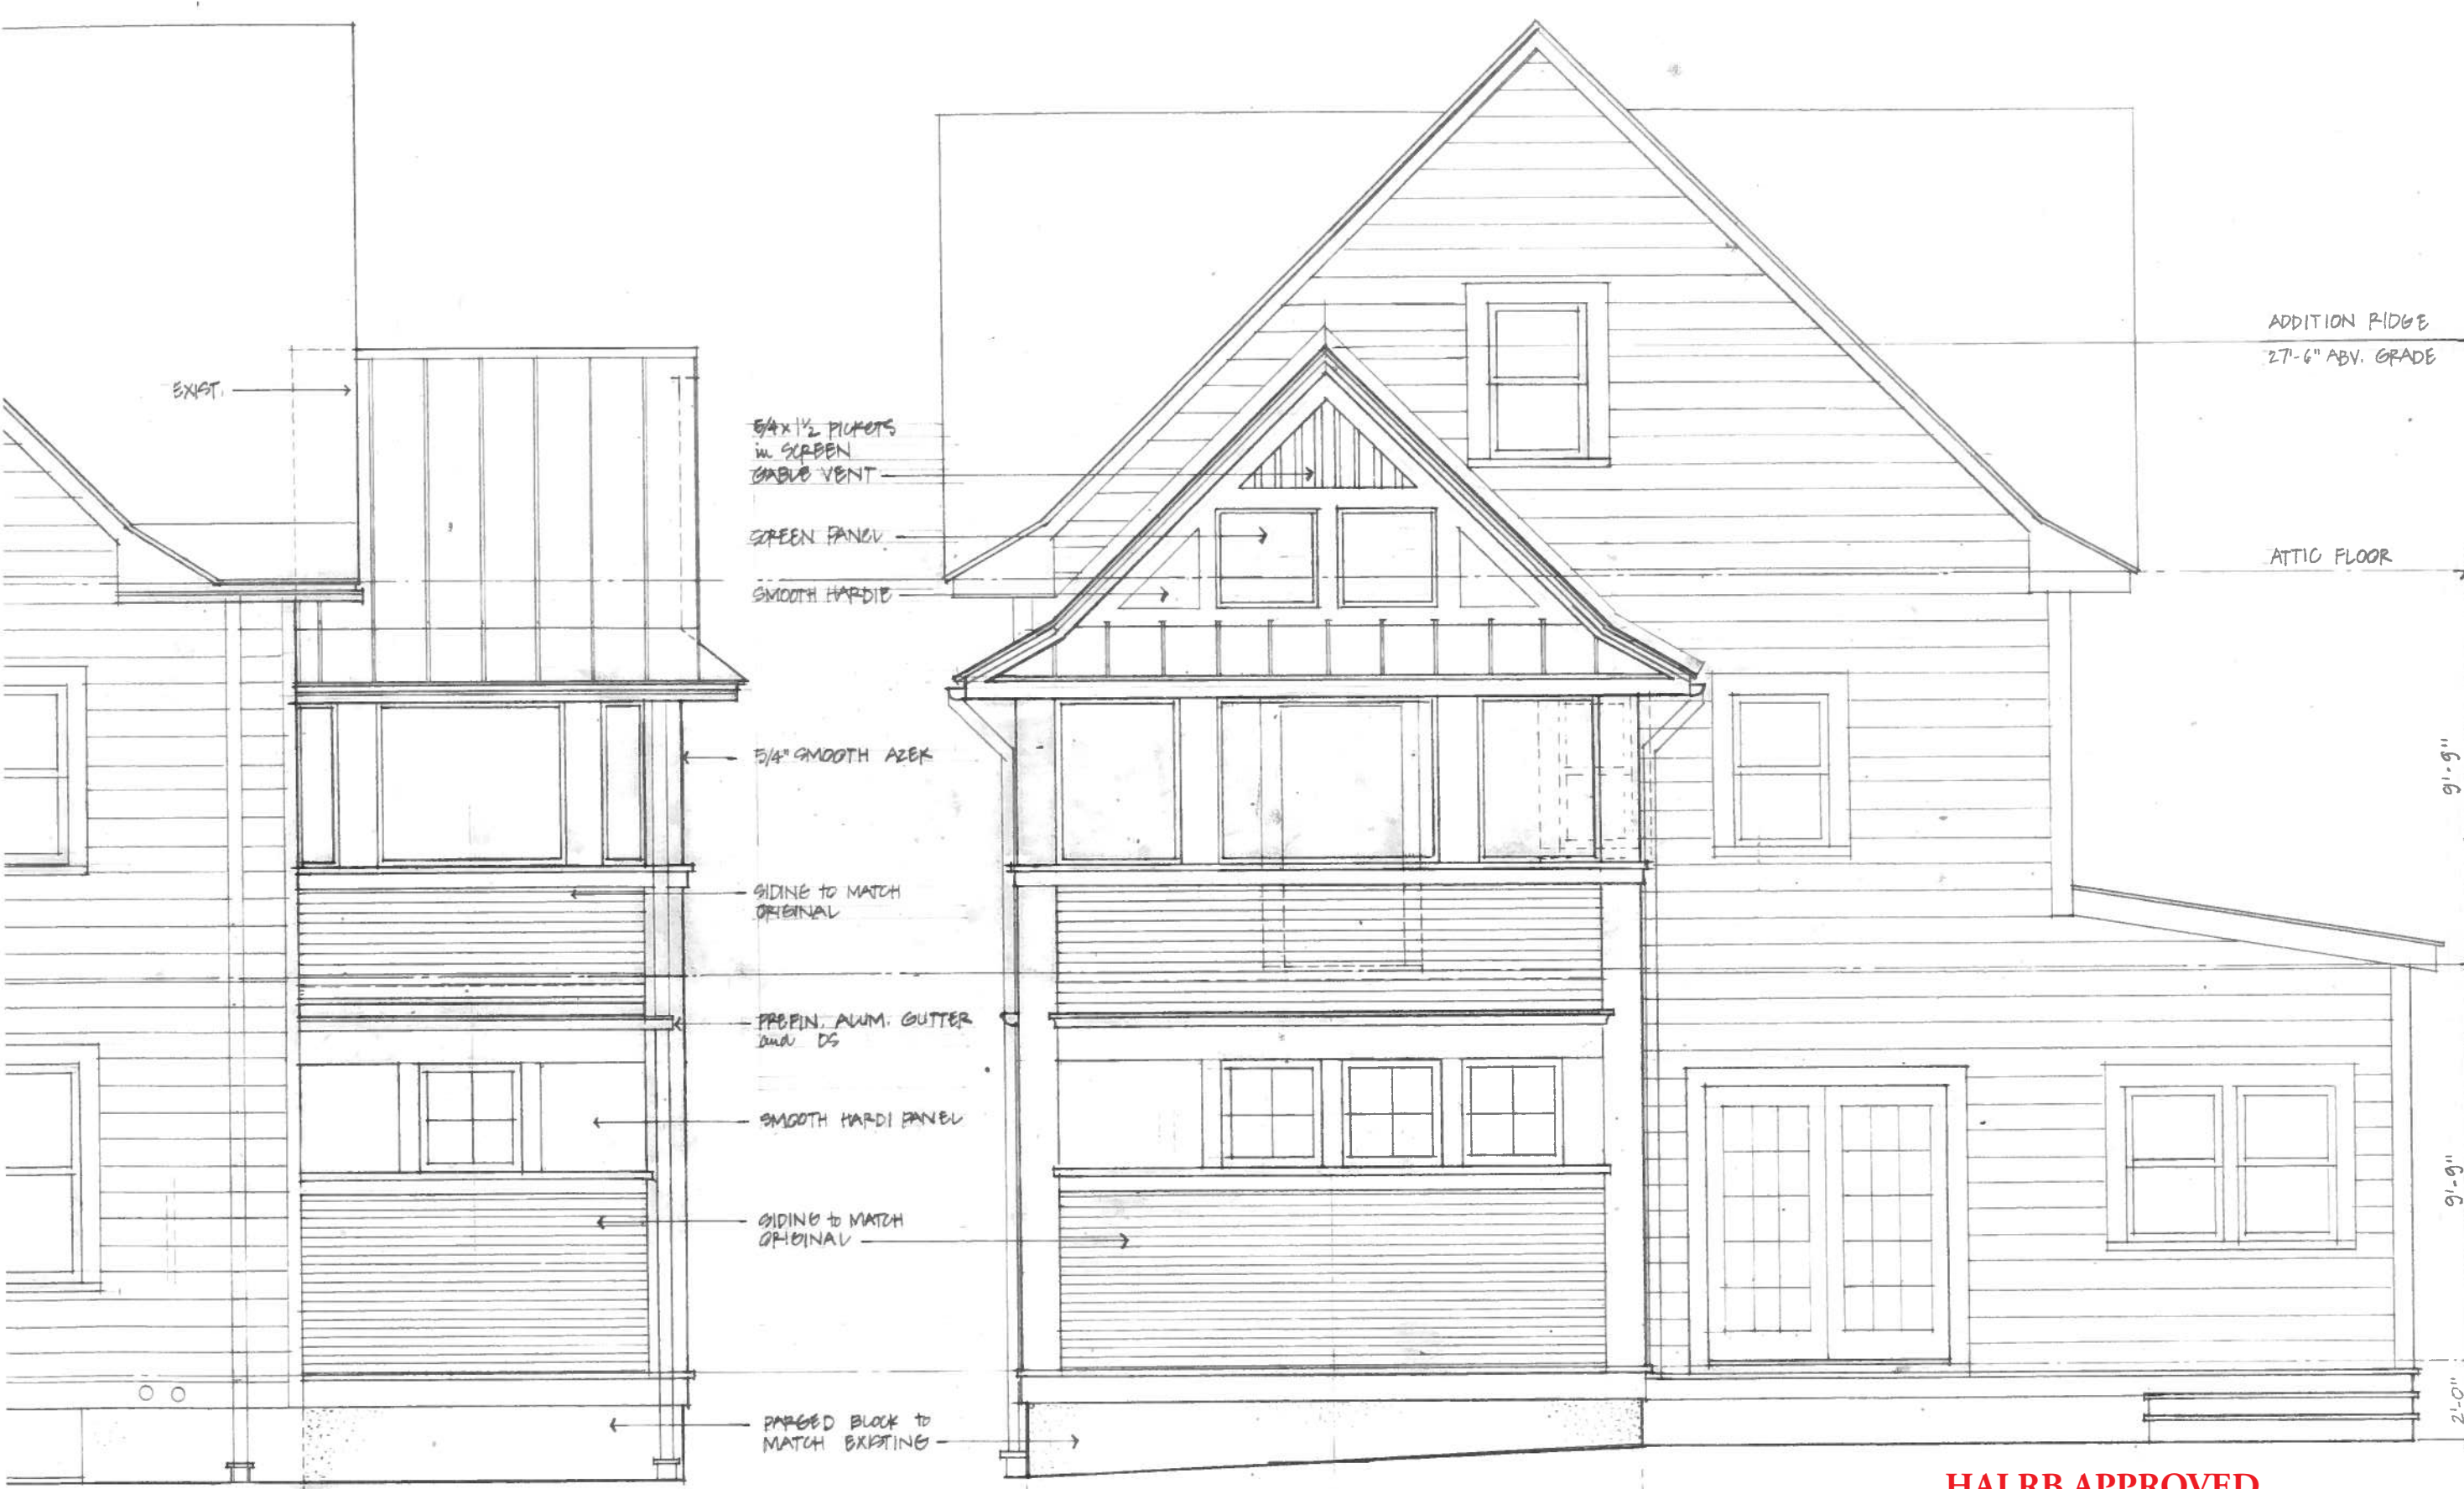 ADDITION RIDGE
27'-6" ABV. GRADE
EXIST.
5/4 x 1 1/2 PICKETS
in SCREEN
GABLE VENT
SCREEN PANEL
ATTIC FLOOR
SMOOTH HARDIE
5/4" SMOOTH AZEK
9'-9"
SIDING to MATCH
ORIGINAL
PREFIN. ALUM. GUTTER
and DS
SMOOTH HARDI PANEL
9'-9"
SIDING to MATCH
ORIGINAL
2'-0"
PARGED BLOCK to
MATCH EXISTING
HALRB APPROVED